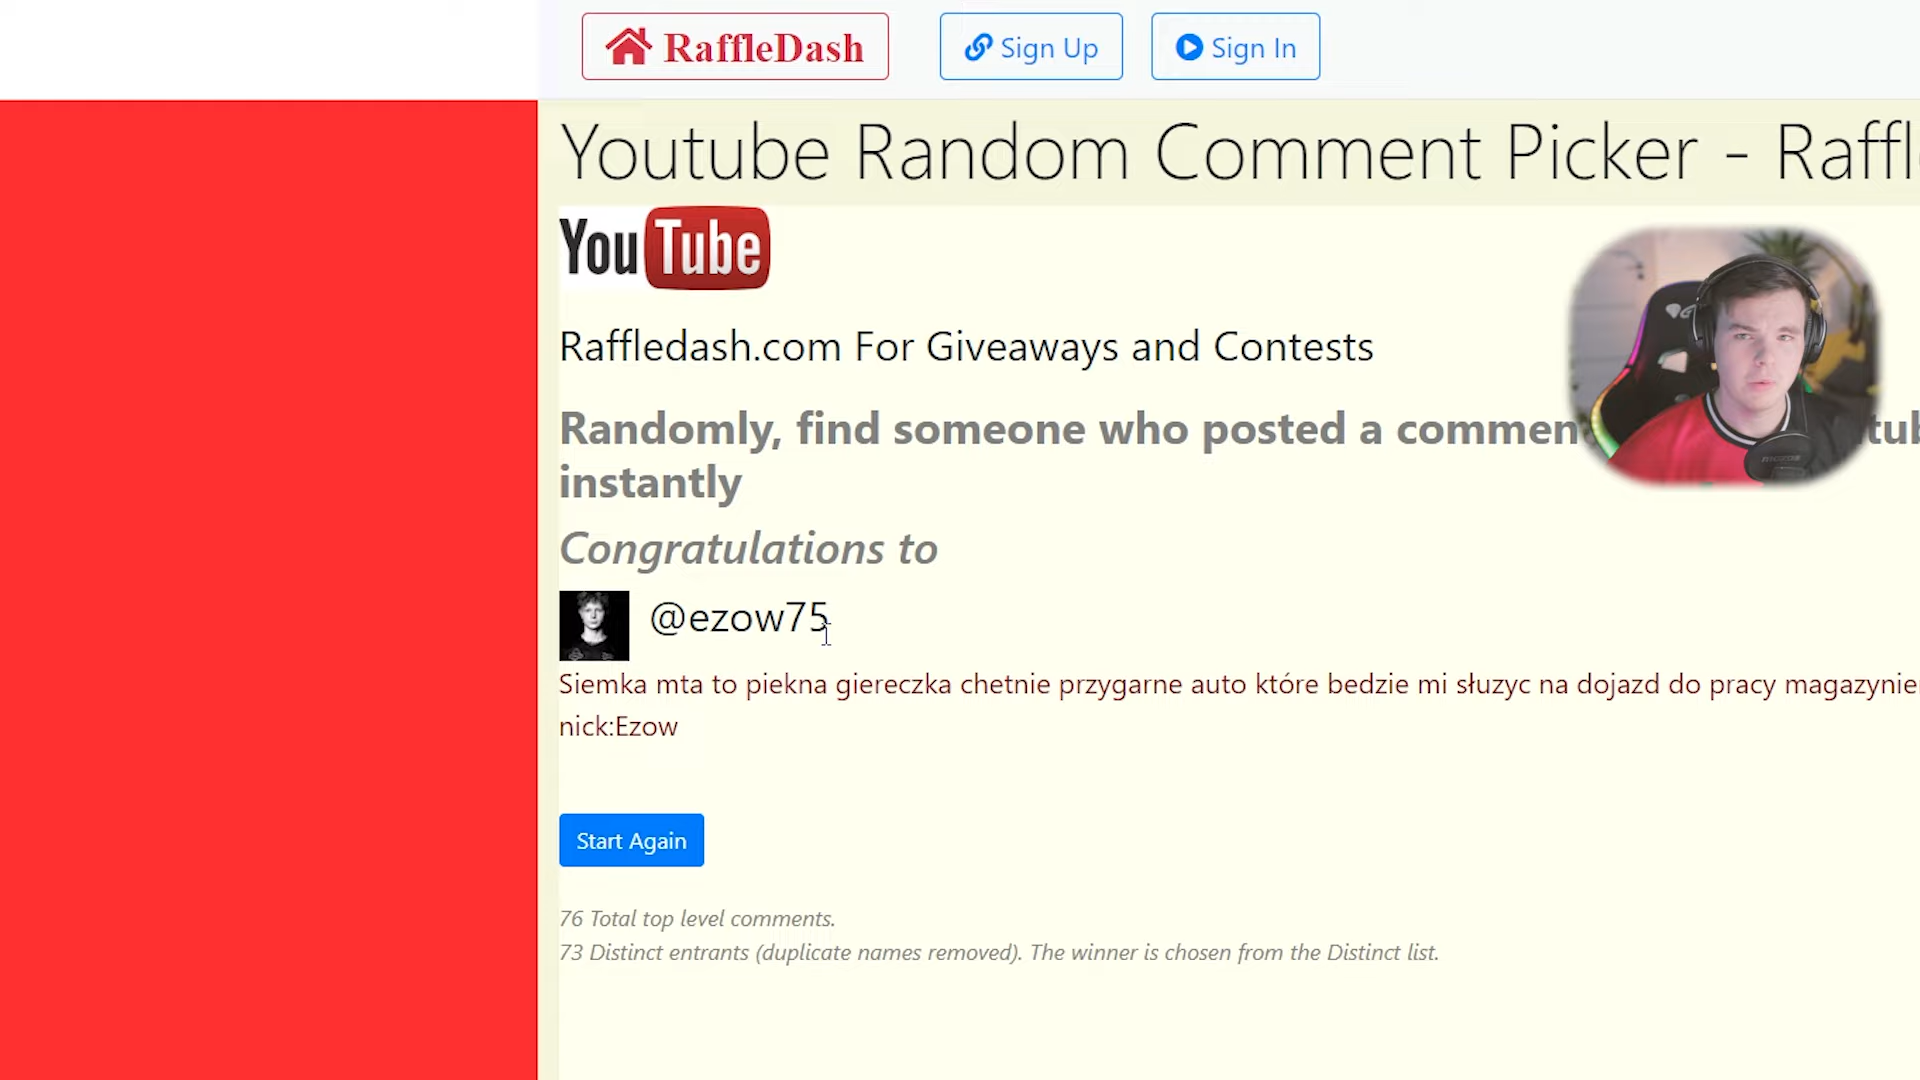 RaffleDash Sign Up Sign In
Youtube Random Comment Picker - Raffl
YouTube
Raffledash.com For Giveaways and Contests
Randomly, find someone who posted a commen tub
instantly
Congratulations to
@ezow75
Siemka mta to piekna giereczka chetnie przygarne auto które bedzie mi słuzyc na dojazd do pracy magazynie
nick:Ezow
Start Again
76 Total top level comments.
73 Distinct entrants (duplicate names removed). The winner is chosen from the Distinct list.